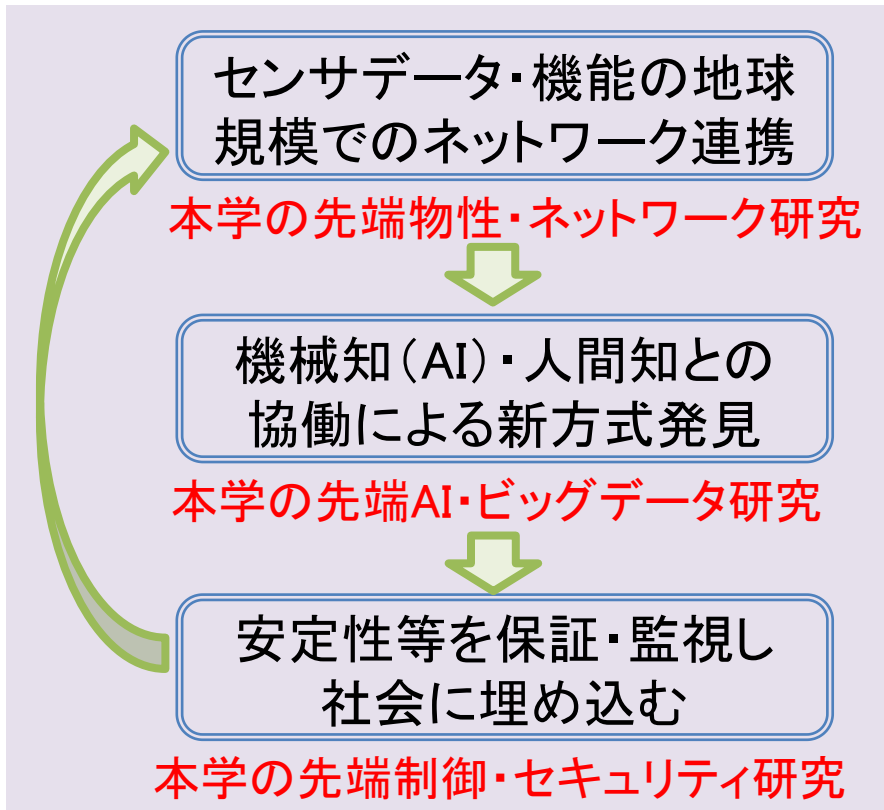 センサデータ・機能の地球
規模でのネットワーク連携
本学の先端物性・ネットワーク研究
機械知(AI)・人間知との
協働による新方式発見
本学の先端AI・ビッグデータ研究
安定性等を保証・監視し
社会に埋め込む
本学の先端制御・セキュリティ研究